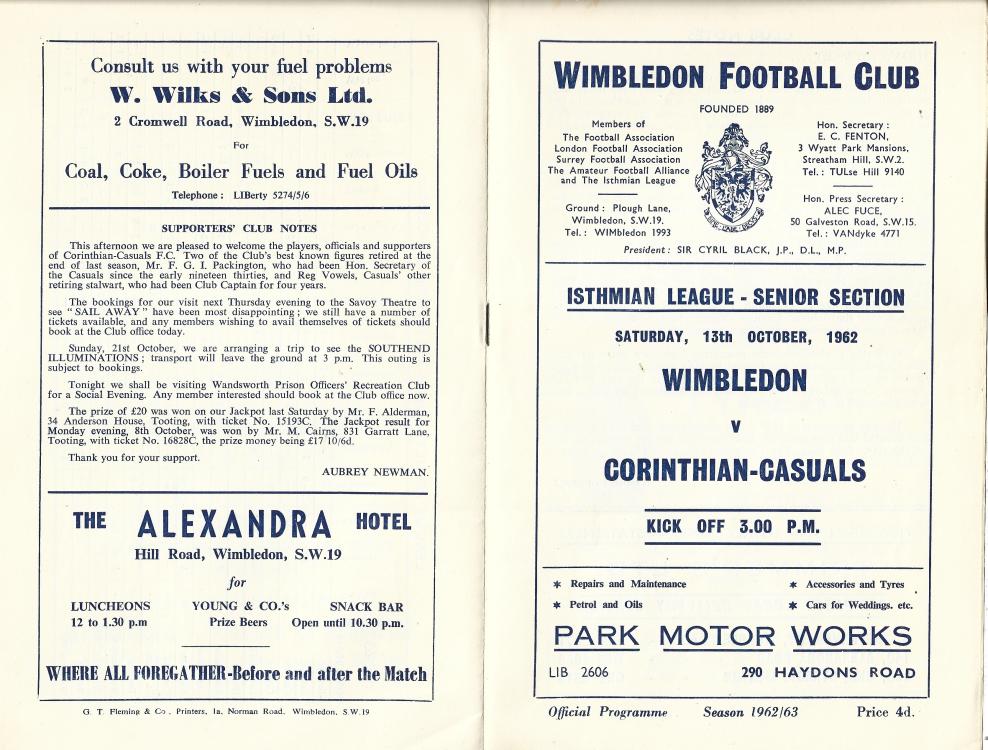 Consult us with your fuel problems
W. Wilks & Sons Ltd.
2 Cromwell Road, Wimbledon, S.W.19
For
Coal, Coke, Boiler Fuels and Fuel Oils
Telephone : LIBerty 5274/5/6
SUPPORTERS' CLUB NOTES
This afternoon we are pleased to welcome the players, officials and supporters
of Corinthian-Casuals F.C. Two of the Club's best known figures retired at the
end of last season, Mr. F. G. I. Packington, who had been Hon. Secretary of
the Casuals since the early nineteen thirties, and Reg Vowels, Casuals' other
retiring stalwart, who had been Club Captain for four years.
The bookings for our visit next Thursday evening to the Savoy Theatre to
see "SAIL AWAY" have been most disappointing ; we still have a number of
tickets available, and any members wishing to avail themselves of tickets should
book at the Club office today.
Sunday, 21st October, we are arranging a trip to see the SOUTHEND
ILLUMINATIONS ; transport will leave the ground at 3 p.m. This outing is
subject to bookings.
Tonight we shall be visiting Wandsworth Prison Officers' Recreation Club
for a Social Evening. Any member interested should book at the Club office now.
The prize of £20 was won on our Jackpot last Saturday by Mr. F. Alderman,
34 Anderson House, Tooting, with ticket No. 15193C. The Jackpot result for
Monday evening, 8th October, was won by Mr. M. Cairns, 831 Garratt Lane,
Tooting, with ticket No. 16828C, the prize money being £17 10/6d.
Thank you for your support.
AUBREY NEWMAN.
THE ALEXANDRA HOTEL
Hill Road, Wimbledon, S.W.19
for
LUNCHEONS YOUNG & CO.'s SNACK BAR
12 to 1.30 p.m Prize Beers Open until 10.30 p.m.
WHERE ALL FOREGATHER-Before and after the Match
G. T. Fleming & Co., Printers, 1a, Norman Road, Wimbledon, S.W.19
WIMBLEDON FOOTBALL CLUB
FOUNDED 1889
Members of
The Football Association
London Football Association
Surrey Football Association
The Amateur Football Alliance
and The Isthmian League
Ground : Plough Lane,
Wimbledon, S.W.19.
Tel. : WIMbledon 1993
Hon. Secretary :
E. C. FENTON,
3 Wyatt Park Mansions,
Streatham Hill, S.W.2.
Tel. : TULse Hill 9140
Hon. Press Secretary :
ALEC FUCE,
50 Galveston Road, S.W.15.
Tel. : VANdyke 4771
President : SIR CYRIL BLACK, J.P., D.L., M.P.
ISTHMIAN LEAGUE - SENIOR SECTION
SATURDAY, 13th OCTOBER, 1962
WIMBLEDON
v
CORINTHIAN-CASUALS
KICK OFF 3.00 P.M.
* Repairs and Maintenance * Accessories and Tyres
* Petrol and Oils * Cars for Weddings. etc.
PARK MOTOR WORKS
LIB 2606 290 HAYDONS ROAD
Official Programme Season 1962/63 Price 4d.